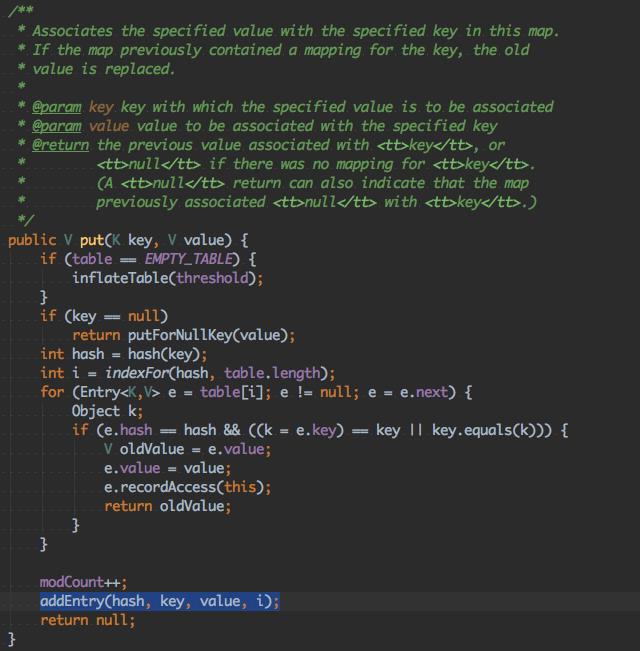 /**
 * Associates the specified value with the specified key in this map.
 * If the map previously contained a mapping for the key, the old
 * value is replaced.
 *
 * @param key key with which the specified value is to be associated
 * @param value value to be associated with the specified key
 * @return the previous value associated with <tt>key</tt>, or
 *         <tt>null</tt> if there was no mapping for <tt>key</tt>.
 *         (A <tt>null</tt> return can also indicate that the map
 *         previously associated <tt>null</tt> with <tt>key</tt>.)
 */
public V put(K key, V value) {
    if (table == EMPTY_TABLE) {
        inflateTable(threshold);
    }
    if (key == null)
        return putForNullKey(value);
    int hash = hash(key);
    int i = indexFor(hash, table.length);
    for (Entry<K,V> e = table[i]; e != null; e = e.next) {
        Object k;
        if (e.hash == hash && ((k = e.key) == key || key.equals(k))) {
            V oldValue = e.value;
            e.value = value;
            e.recordAccess(this);
            return oldValue;
        }
    }

    modCount++;
    addEntry(hash, key, value, i);
    return null;
}